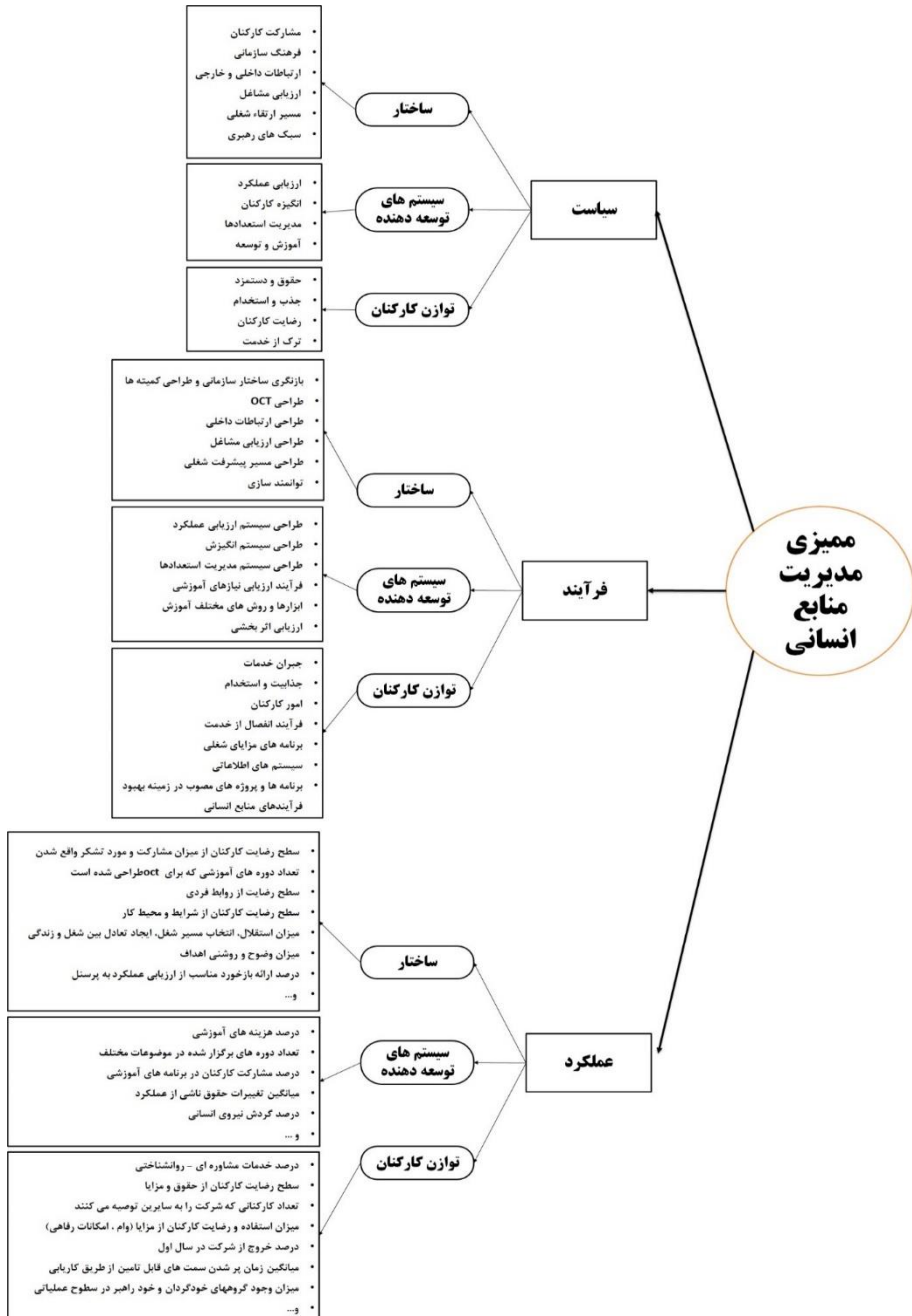 ممیزی
مدیریت
منابع
انسانی
سیاست
ساختار
• مشارکت کارکنان
• فرهنگ سازمانی
• ارتباطات داخلی و خارجی
• ارزیابی مشاغل
• مسیر ارتقاء شغلی
• سبک های رهبری
سیستم های
توسعه دهنده
• ارزیابی عملکرد
• انگیزه کارکنان
• مدیریت استعدادها
• آموزش و توسعه
توازن کارکنان
• حقوق و دستمزد
• جذب و استخدام
• رضایت کارکنان
• ترک از خدمت
فرآیند
ساختار
• بازنگری ساختار سازمانی و طراحی کمیته ها
• طراحی OCT
• طراحی ارتباطات داخلی
• طراحی ارزیابی مشاغل
• طراحی مسیر پیشرفت شغلی
• توانمند سازی
سیستم های
توسعه دهنده
• طراحی سیستم ارزیابی عملکرد
• طراحی سیستم انگیزش
• طراحی سیستم مدیریت استعدادها
• فرآیند ارزیابی نیازهای آموزشی
• ابزارها و روش های مختلف آموزش
• ارزیابی اثر بخشی
توازن کارکنان
• جبران خدمات
• جذابیت و استخدام
• امور کارکنان
• فرآیند انفصال از خدمت
• برنامه های مزایای شغلی
• سیستم های اطلاعاتی
• برنامه ها و پروژه های مصوب در زمینه بهبود
فرآیندهای منابع انسانی
عملکرد
ساختار
• سطح رضایت کارکنان از میزان مشارکت و مورد تشکر واقع شدن
• تعداد دوره های آموزشی که برای octطراحی شده است
• سطح رضایت از روابط فردی
• سطح رضایت کارکنان از شرایط و محیط کار
• میزان استقلال، انتخاب مسیر شغل، ایجاد تعادل بین شغل و زندگی
• میزان وضوح و روشنی اهداف
• درصد ارائه بازخورد مناسب از ارزیابی عملکرد به پرسنل
• و...
سیستم های
توسعه دهنده
• درصد هزینه های آموزشی
• تعداد دوره های برگزار شده در موضوعات مختلف
• درصد مشارکت کارکنان در برنامه های آموزشی
• میانگین تغییرات حقوق ناشی از عملکرد
• درصد گردش نیروی انسانی
• و ...
توازن کارکنان
• درصد خدمات مشاوره ای – روانشناختی
• سطح رضایت کارکنان از حقوق و مزایا
• تعداد کارکنانی که شرکت را به سایرین توصیه می کنند
• میزان استفاده و رضایت کارکنان از مزایا (وام ، امکانات رفاهی)
• درصد خروج از شرکت در سال اول
• میانگین زمان پر شدن سمت های قابل تامین از طریق کاریابی
• میزان وجود گروههای خودگردان و خود راهبر در سطوح عملیاتی
• و...